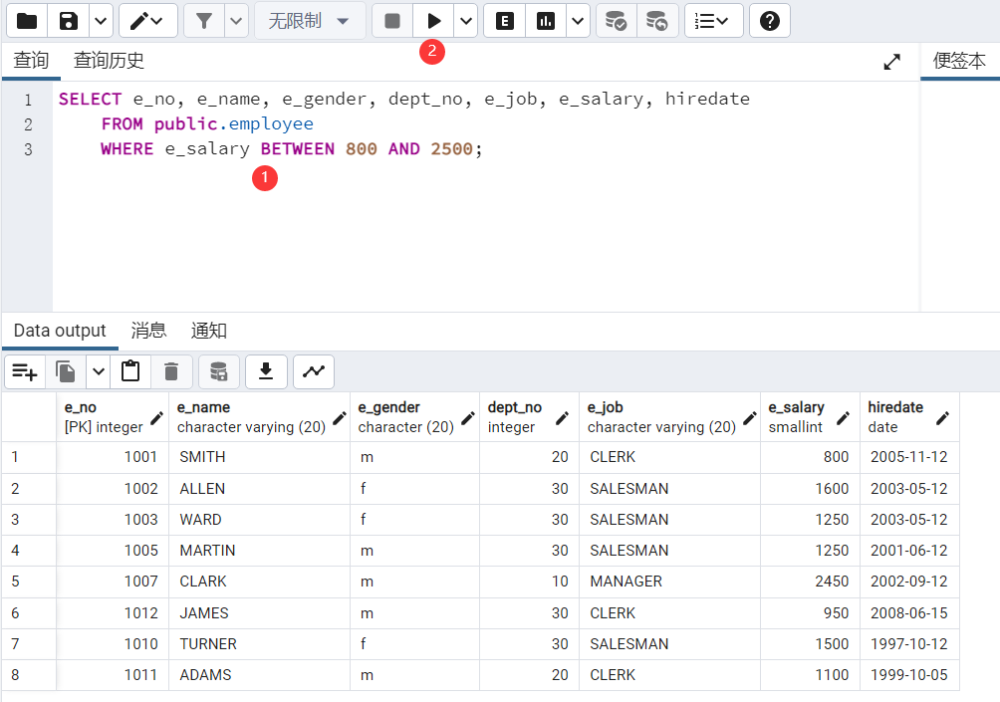 无限制
2
查询 查询历史 便签本
1 SELECT e_no, e_name, e_gender, dept_no, e_job, e_salary, hiredate
2 FROM public.employee
3 WHERE e_salary BETWEEN 800 AND 2500;
1
Data output 消息 通知
e_no e_name e_gender dept_no e_job e_salary hiredate
[PK] integer character varying (20) character (20) integer character varying (20) smallint date
1 1001 SMITH m 20 CLERK 800 2005-11-12
2 1002 ALLEN f 30 SALESMAN 1600 2003-05-12
3 1003 WARD f 30 SALESMAN 1250 2003-05-12
4 1005 MARTIN m 30 SALESMAN 1250 2001-06-12
5 1007 CLARK m 10 MANAGER 2450 2002-09-12
6 1012 JAMES m 30 CLERK 950 2008-06-15
7 1010 TURNER f 30 SALESMAN 1500 1997-10-12
8 1011 ADAMS m 20 CLERK 1100 1999-10-05